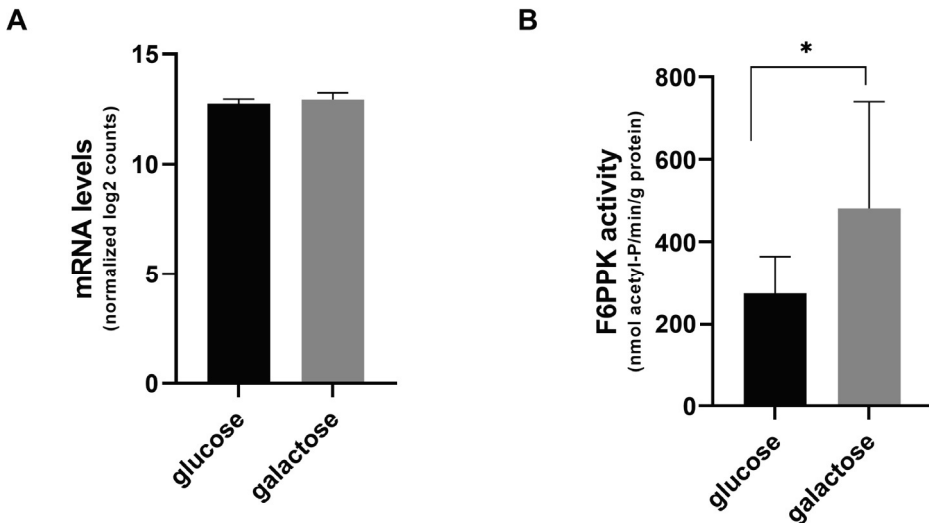 A
mRNA levels
(normalized log2 counts)
15
10
5
0
glucose
galactose
B
*
F6PPK activity
(nmol acetyl-P/min/g protein)
800
600
400
200
0
glucose
galactose